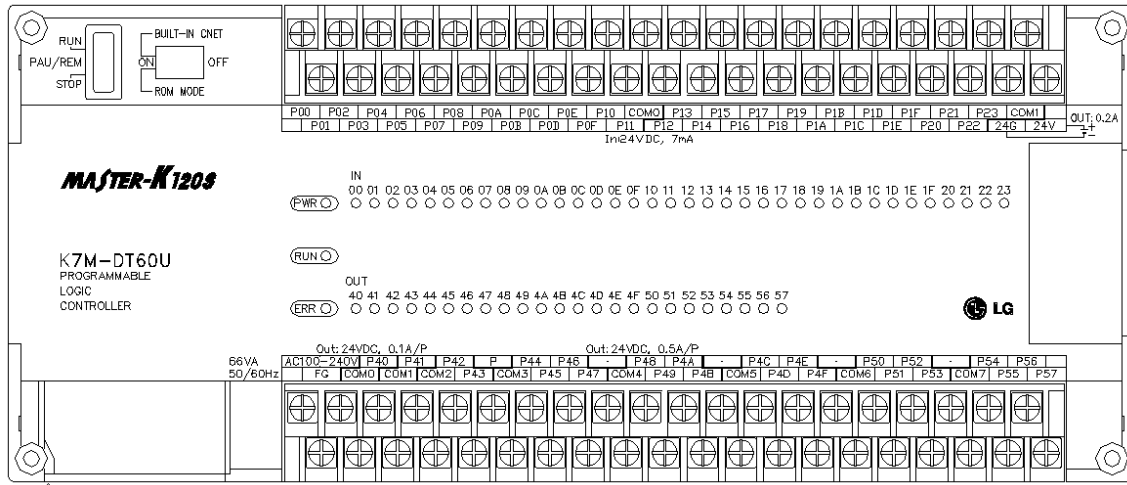 RUN
PAU/REM
STOP
BUILT-IN CNET
ON OFF
ROM MODE
P00 P02 P04 P06 P08 P0A P0C P0E P10 COM0 P13 P15 P17 P19 P1B P1D P1F P21 P23 COM1
P01 P03 P05 P07 P09 P0B P0D P0F P11 P12 P14 P16 P18 P1A P1C P1E P20 P22 24G 24V
OUT: 0.2A
+
-
In:24VDC, 7mA
MASTER-K120S
IN
00 01 02 03 04 05 06 07 08 09 0A 0B 0C 0D 0E 0F 10 11 12 13 14 15 16 17 18 19 1A 1B 1C 1D 1E 1F 20 21 22 23
PWR
K7M-DT60U
PROGRAMMABLE
LOGIC
CONTROLLER
RUN
OUT
40 41 42 43 44 45 46 47 48 49 4A 4B 4C 4D 4E 4F 50 51 52 53 54 55 56 57
ERR
LG
Out: 24VDC, 0.1A/P Out: 24VDC, 0.5A/P
66VA
50/60Hz
AC100-240V P40 P41 P42 P P44 P46 - P48 P4A - P4C P4E - P50 P52 - P54 P56
FG COM0 COM1 COM2 P43 COM3 P45 P47 COM4 P49 P4B COM5 P4D P4F COM6 P51 P53 COM7 P55 P57